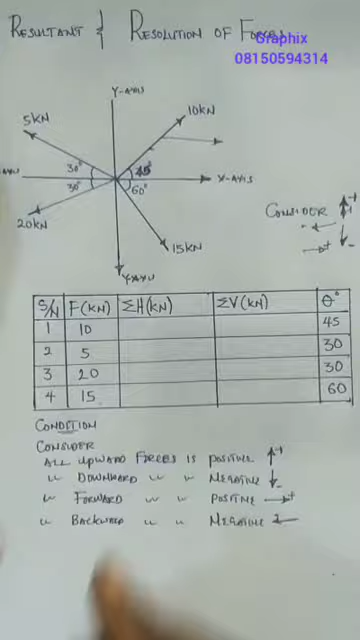 RESULTANT & RESOLUTION OF FORCES
Graphix
08150594314
Y-AXIS
5KN
10KN
30°
45°
X-AXIS
30°
60°
20KN
15KN
Y-AXIS
CONSIDER + + - - +
S/N F(KN) ΣH(KN) ΣV(KN) θ°
1 10 45
2 5 30
3 20 30
4 15 60
CONDITION
CONSIDER
ALL UPWARD FORCES IS POSITIVE +
" DOWNWARD " " NEGATIVE -
" FORWARD " " POSITIVE +
" BACKWARD " " NEGATIVE